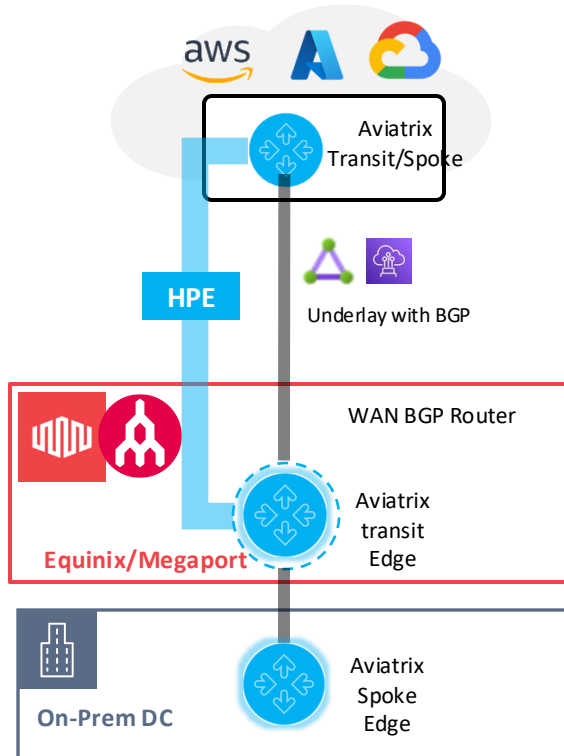 aws
Aviatrix
Transit/Spoke
HPE
Underlay with BGP
WAN BGP Router
Aviatrix
transit
Edge
Equinix/Megaport
Aviatrix
Spoke
Edge
On-Prem DC